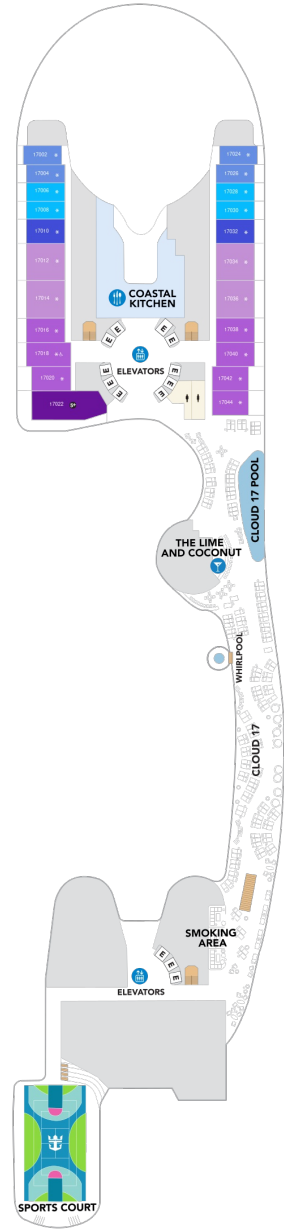 17002
17024
17004
17026
17006
17028
17008
17030
17010
17032
17012
17034
17014
17036
COASTAL
KITCHEN
17016
17038
E E E E
17018
17040
ELEVATORS
17020
17042
E E E E E E
17022
17044
CLOUD 17 POOL
THE LIME
AND COCONUT
WHIRLPOOL
CLOUD 17
SMOKING
AREA
E E E
ELEVATORS
SPORTS COURT